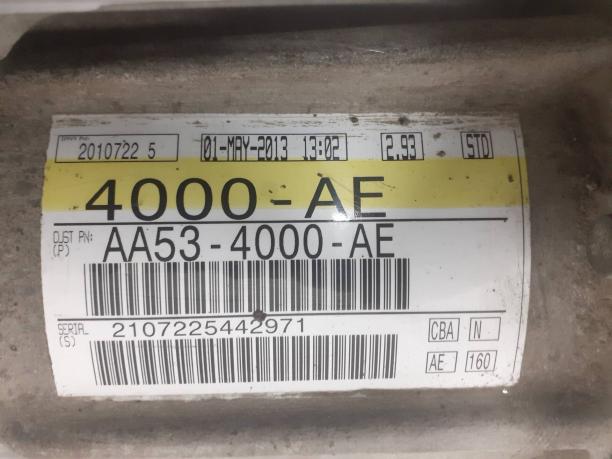 2010722 5 01-MAY-2013 13:02 2.93 STD
4000-AE
CUST PN: AA53-4000-AE
(P)
SERIAL 2107225442971 CBA N
(S)
AE 160